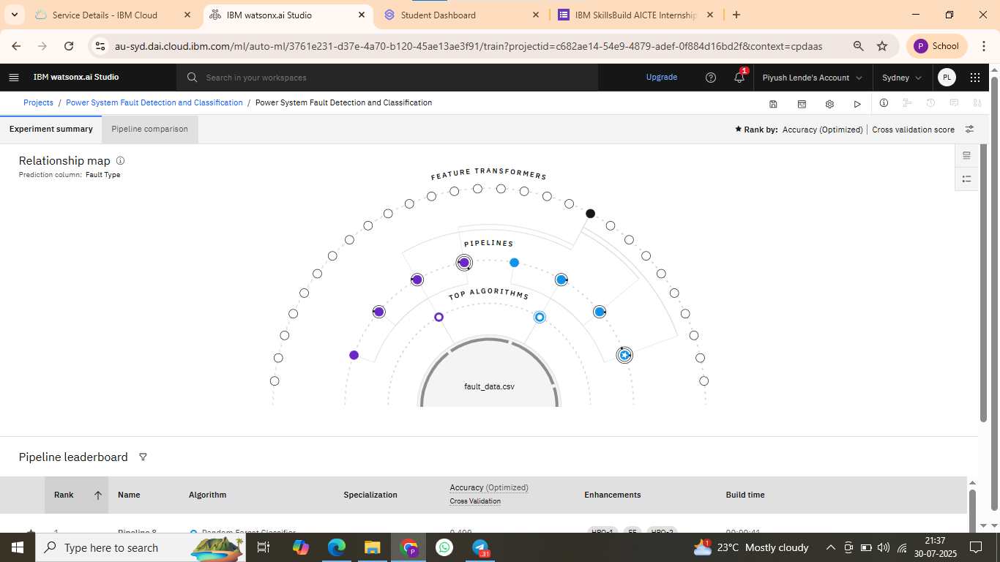 Service Details - IBM Cloud
IBM watsonx.ai Studio
Student Dashboard
IBM SkillsBuild AICTE Internship
au-syd.dai.cloud.ibm.com/ml/auto-ml/3761e231-d37e-4a70-b120-45ae13ae3f91/train?projectid=c682ae14-54e9-4879-adef-0f884d16bd2f&context=cpdaas
P School
IBM watsonx.ai Studio
Search in your workspaces
Upgrade
1
Piyush Lende's Account
Sydney
PL
Projects / Power System Fault Detection and Classification / Power System Fault Detection and Classification
Experiment summary
Pipeline comparison
Rank by: Accuracy (Optimized) | Cross validation score
Relationship map
Prediction column: Fault Type
FEATURE TRANSFORMERS
PIPELINES
TOP ALGORITHMS
fault_data.csv
Pipeline leaderboard
Rank
Name
Algorithm
Specialization
Accuracy (Optimized)
Cross Validation
Enhancements
Build time
1 Pipeline 8 Random Forest Classifier 0.409 HPO-1 FE HPO-2 00:00:41
Type here to search
P
31
1
23°C Mostly cloudy
21:37
30-07-2025